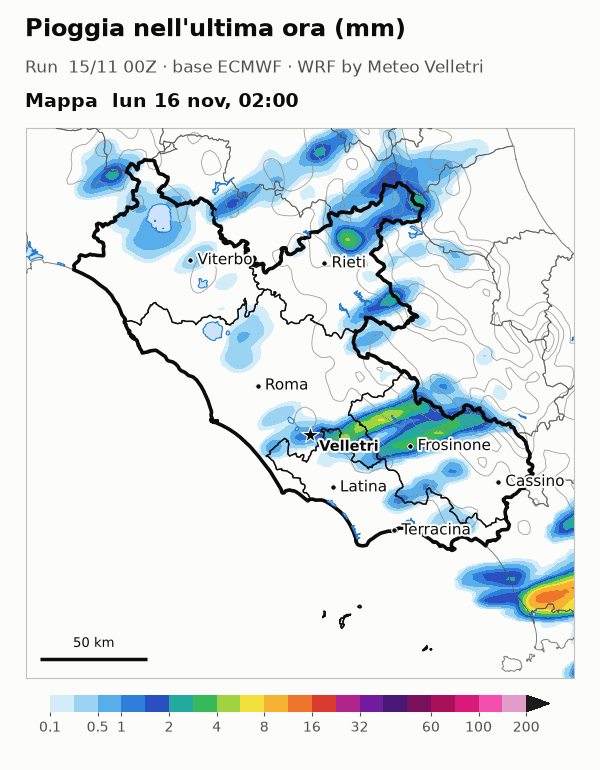 Pioggia nell'ultima ora (mm)
Run  15/11 00Z · base ECMWF · WRF by Meteo Velletri
Mappa  lun 16 nov, 02:00
Viterbo
Rieti
Roma
Velletri
Frosinone
Latina
Cassino
Terracina
50 km
0.1 0.5 1 2 4 8 16 32 60 100 200